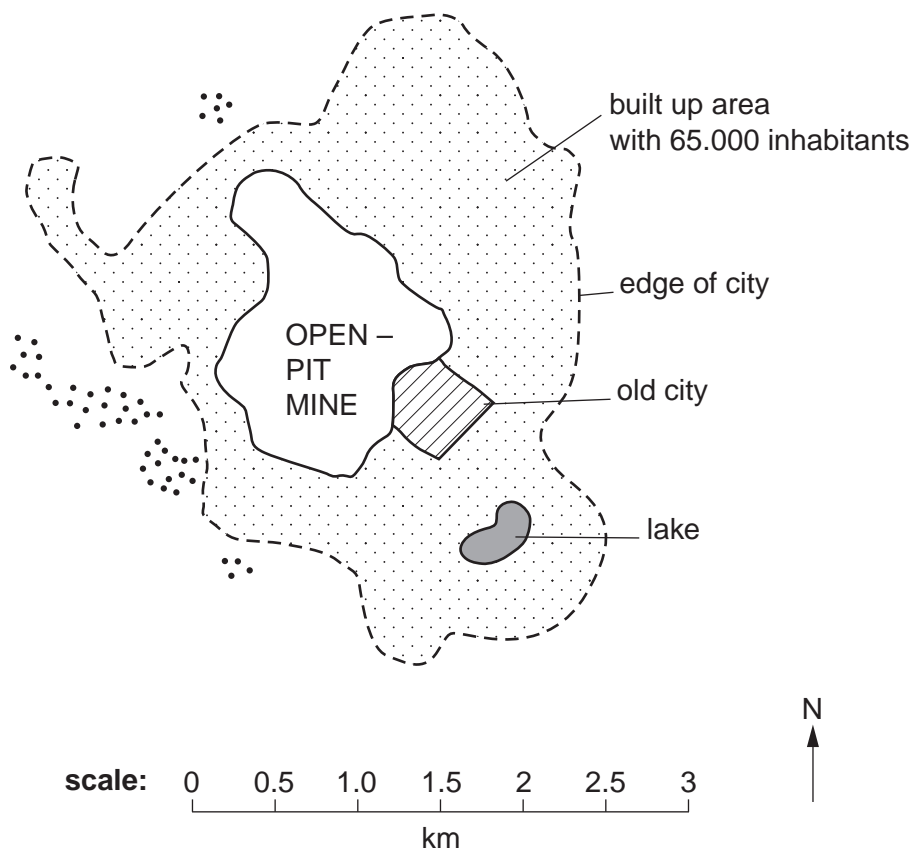 built up area
with 65.000 inhabitants
edge of city
OPEN –
PIT
MINE
old city
lake
N
scale: 0 0.5 1.0 1.5 2 2.5 3
km